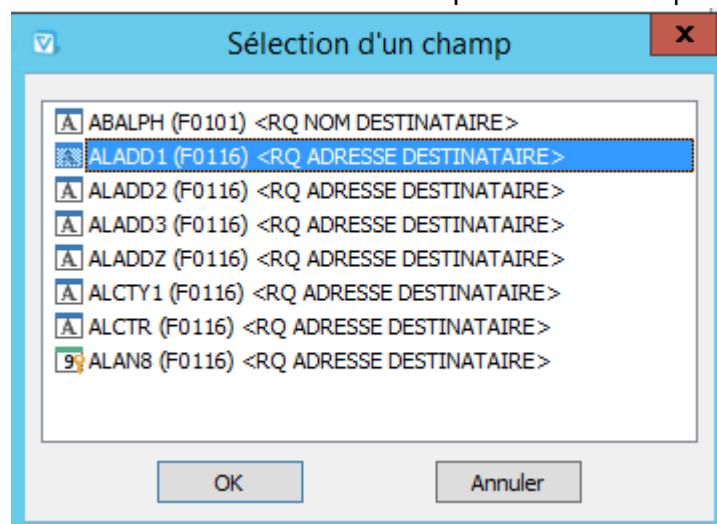 Sélection d'un champ
x
A ABALPH (F0101) <RQ NOM DESTINATAIRE>
A ALADD1 (F0116) <RQ ADRESSE DESTINATAIRE>
A ALADD2 (F0116) <RQ ADRESSE DESTINATAIRE>
A ALADD3 (F0116) <RQ ADRESSE DESTINATAIRE>
A ALADDZ (F0116) <RQ ADRESSE DESTINATAIRE>
A ALCTY1 (F0116) <RQ ADRESSE DESTINATAIRE>
A ALCTR (F0116) <RQ ADRESSE DESTINATAIRE>
9 ALAN8 (F0116) <RQ ADRESSE DESTINATAIRE>
OK Annuler